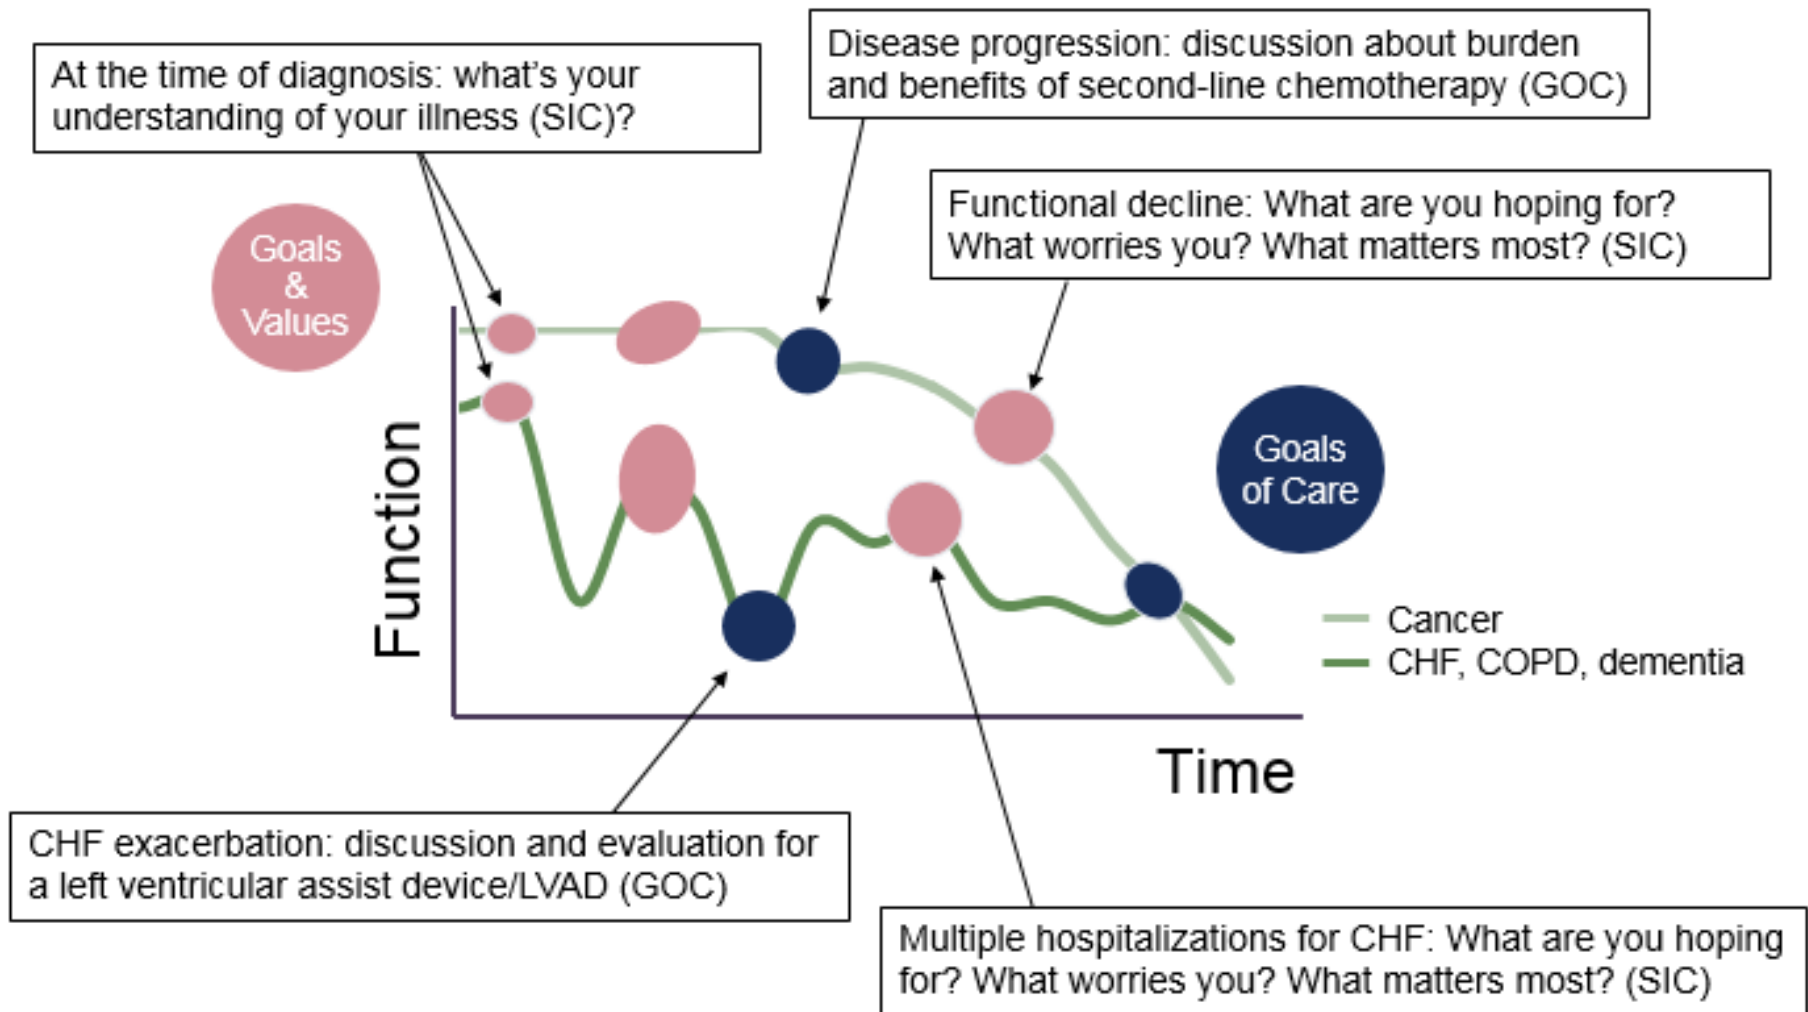 Disease progression: discussion about burden
and benefits of second-line chemotherapy (GOC)
At the time of diagnosis: what's your
understanding of your illness (SIC)?
Functional decline: What are you hoping for?
What worries you? What matters most? (SIC)
Goals
&
Values
Goals
of Care
Function
Cancer
CHF, COPD, dementia
Time
CHF exacerbation: discussion and evaluation for
a left ventricular assist device/LVAD (GOC)
Multiple hospitalizations for CHF: What are you hoping
for? What worries you? What matters most? (SIC)